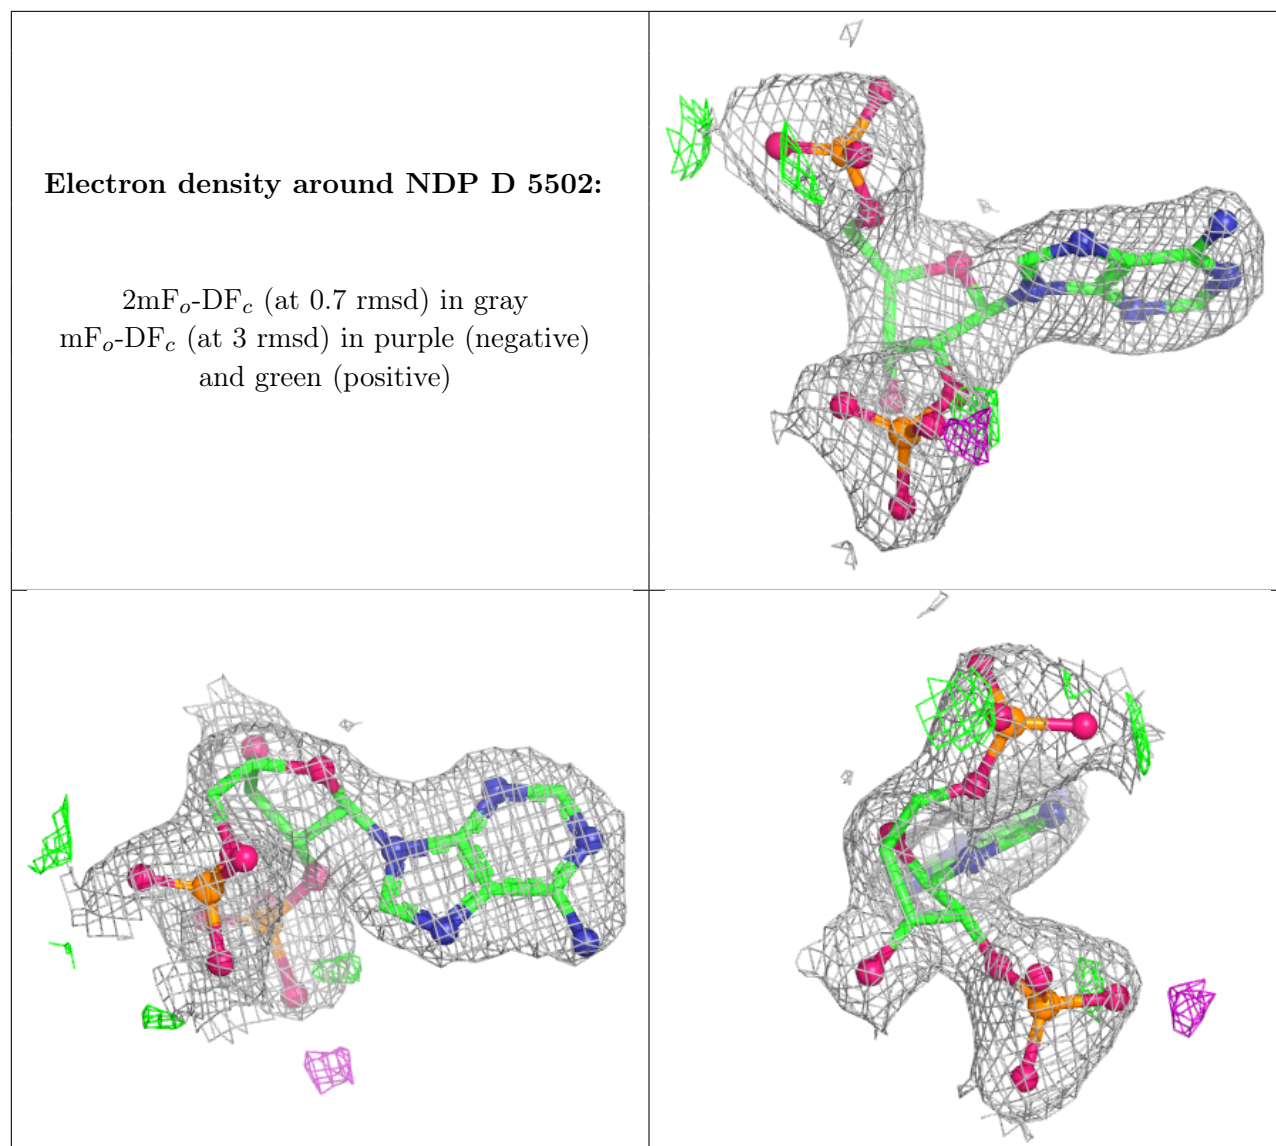 Electron density around NDP D 5502:
2mFo-DFc (at 0.7 rmsd) in gray
mFo-DFc (at 3 rmsd) in purple (negative)
and green (positive)